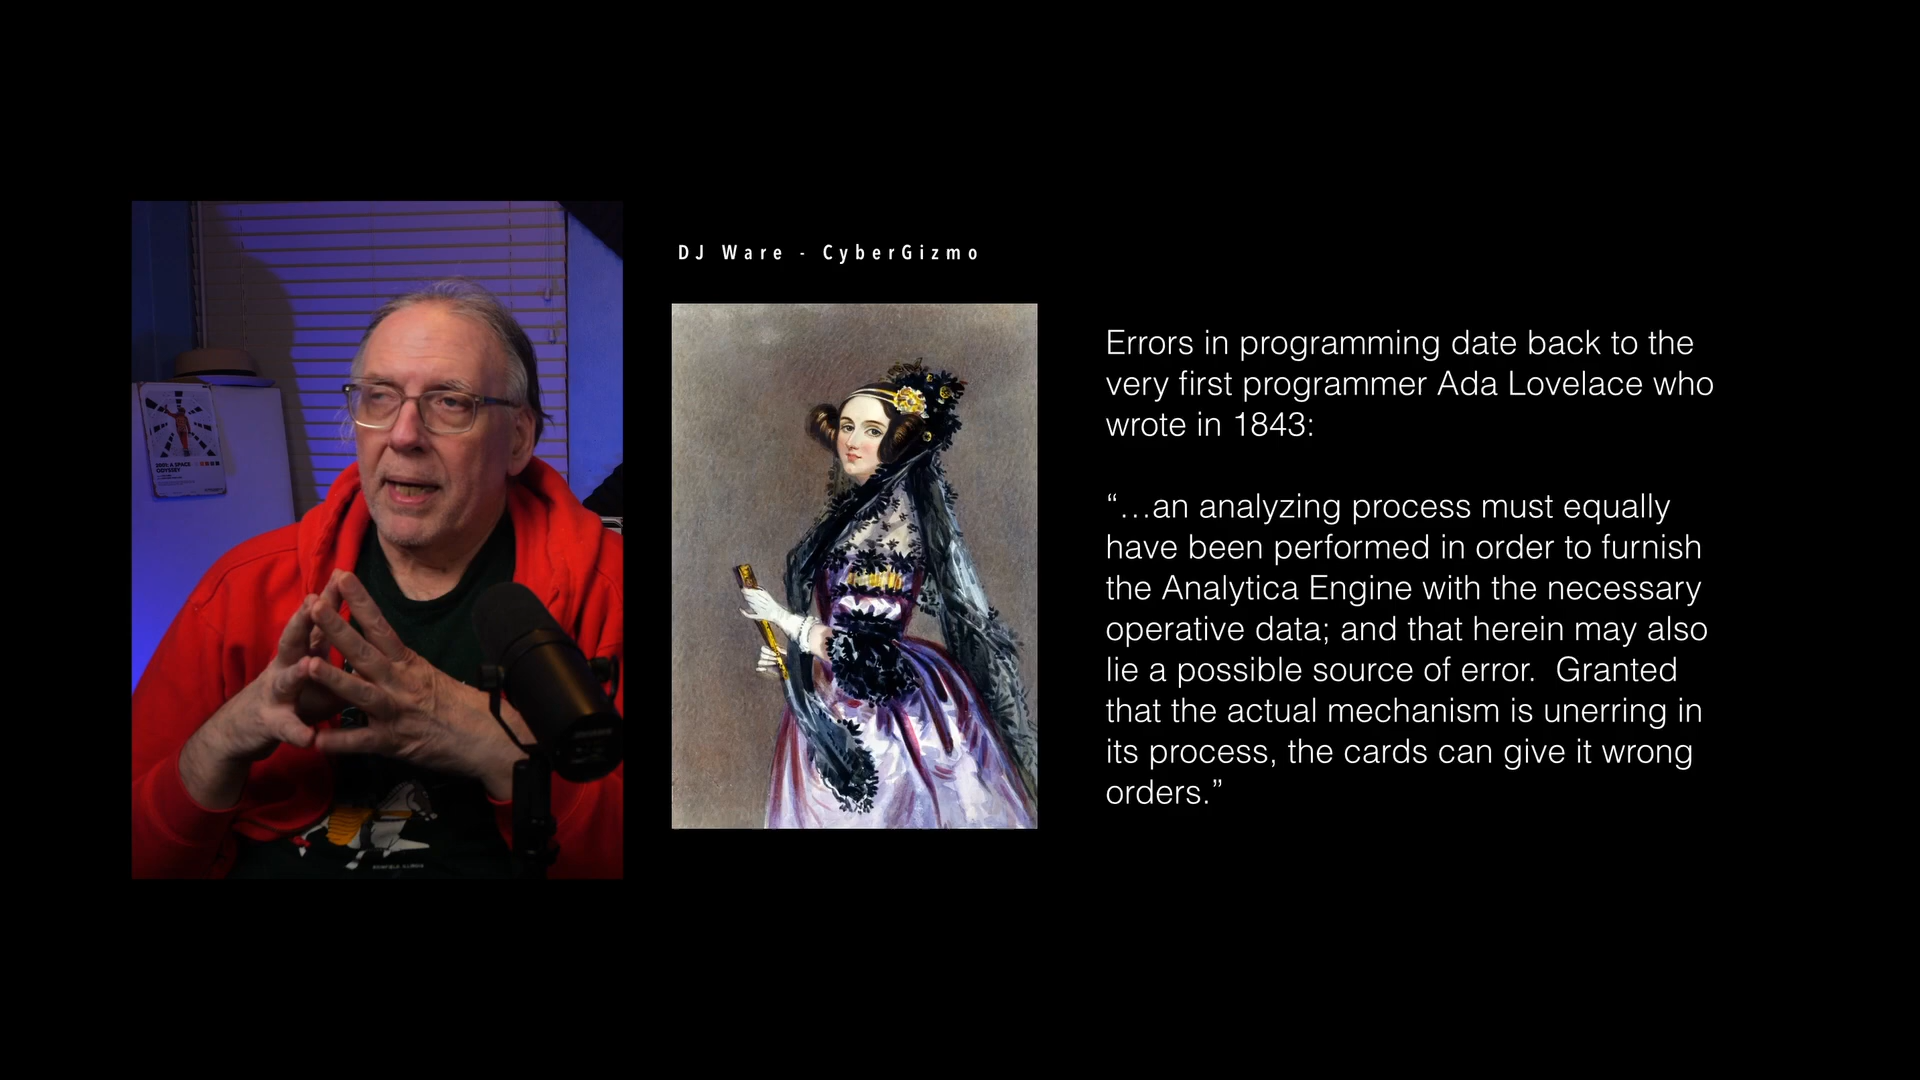 DJ Ware - CyberGizmo
Errors in programming date back to the
very first programmer Ada Lovelace who
wrote in 1843:
“…an analyzing process must equally
have been performed in order to furnish
the Analytica Engine with the necessary
operative data; and that herein may also
lie a possible source of error.  Granted
that the actual mechanism is unerring in
its process, the cards can give it wrong
orders.”
2001: A SPACE
ODYSSEY